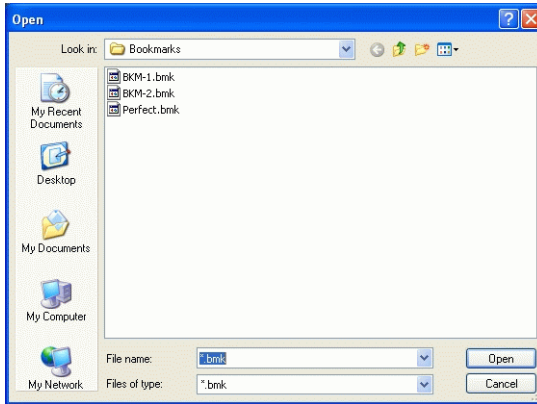 Open
Look in: Bookmarks
BKM-1.bmk
BKM-2.bmk
Perfect.bmk
My Recent
Documents
Desktop
My Documents
My Computer
My Network
File name: *.bmk Open
Files of type: *.bmk Cancel